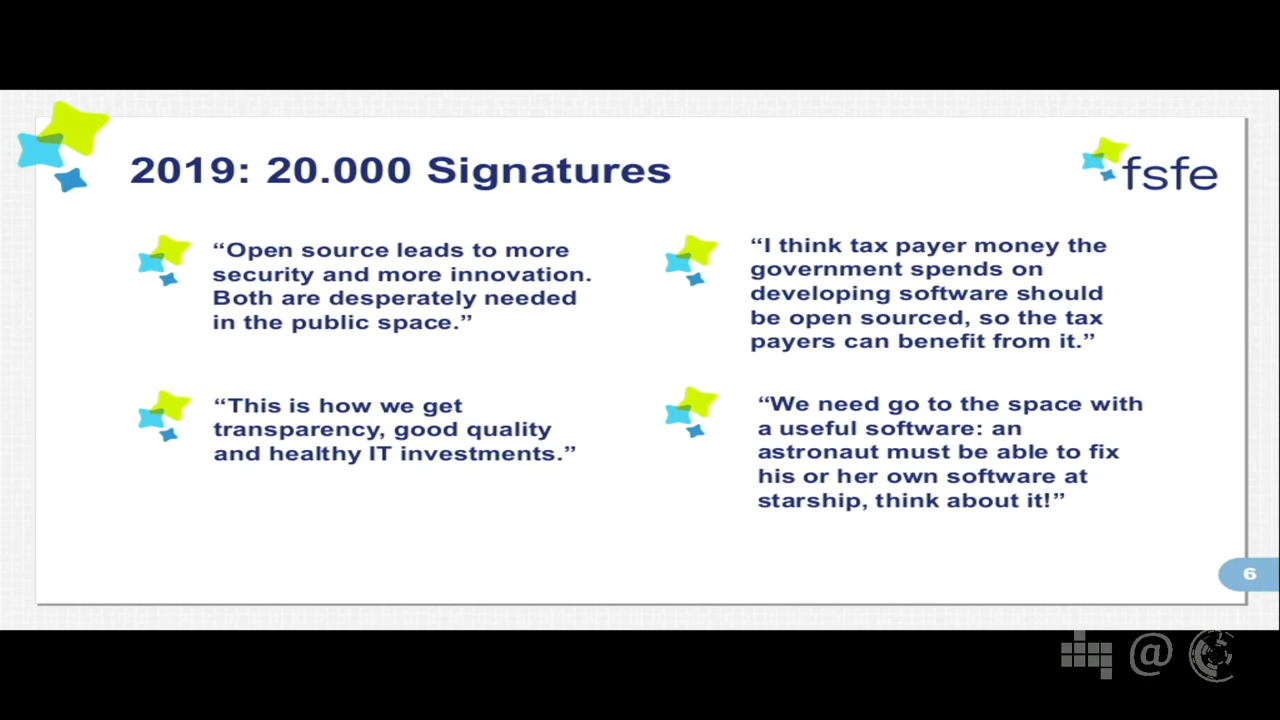 2019: 20.000 Signatures
fsfe
“Open source leads to more
security and more innovation.
Both are desperately needed
in the public space.”
“I think tax payer money the
government spends on
developing software should
be open sourced, so the tax
payers can benefit from it.”
“This is how we get
transparency, good quality
and healthy IT investments.”
“We need go to the space with
a useful software: an
astronaut must be able to fix
his or her own software at
starship, think about it!”
6
@